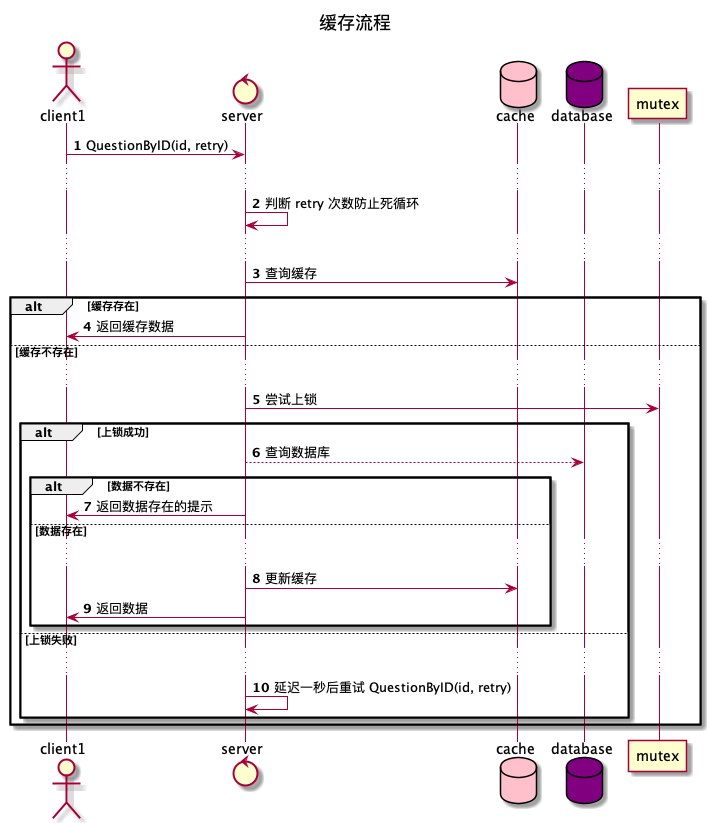 缓存流程
client1
server
cache
database
mutex
1 QuestionByID(id, retry)
2 判断 retry 次数防止死循环
3 查询缓存
alt [缓存存在]
4 返回缓存数据
[缓存不存在]
5 尝试上锁
alt [上锁成功]
6 查询数据库
alt [数据不存在]
7 返回数据存在的提示
[数据存在]
8 更新缓存
9 返回数据
[上锁失败]
10 延迟一秒后重试 QuestionByID(id, retry)
client1
server
cache
database
mutex